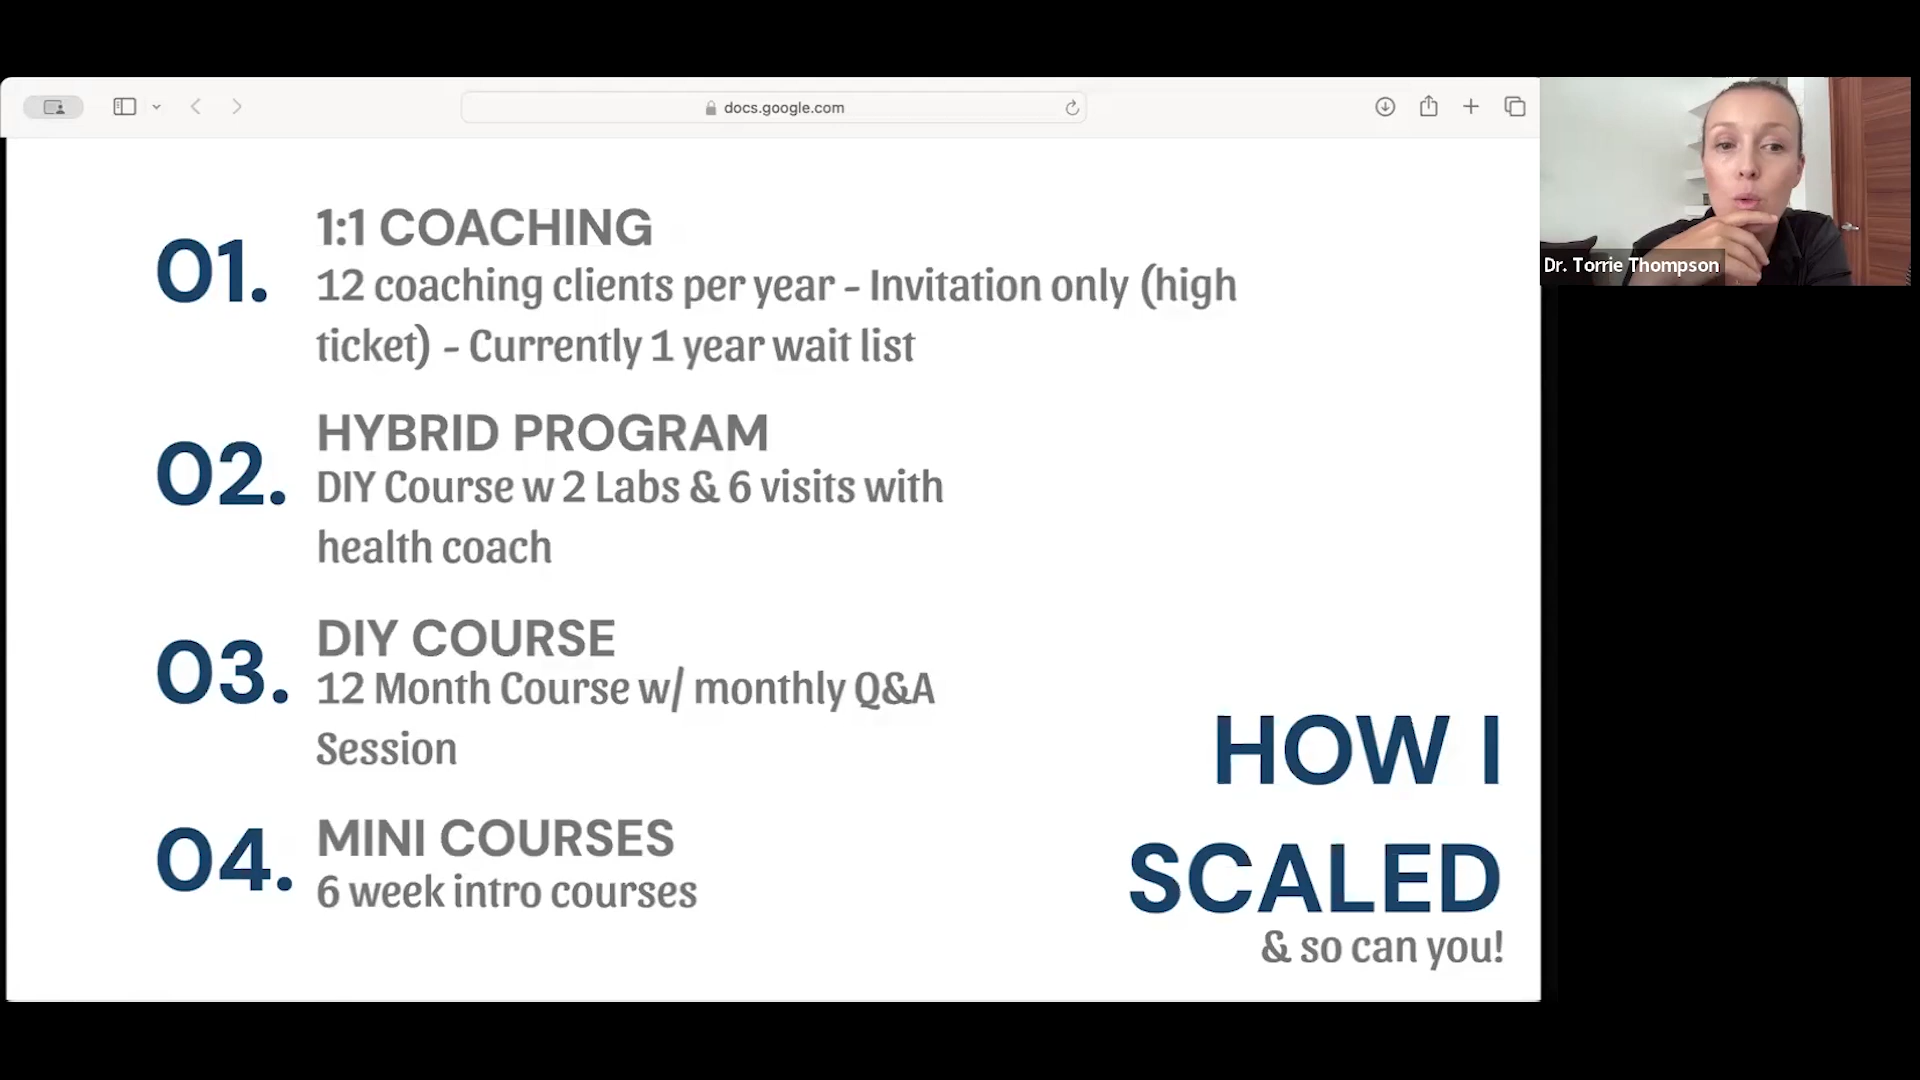 docs.google.com
01.
1:1 COACHING
12 coaching clients per year - Invitation only (high
ticket) - Currently 1 year wait list
02.
HYBRID PROGRAM
DIY Course w 2 Labs & 6 visits with
health coach
03.
DIY COURSE
12 Month Course w/ monthly Q&A
Session
04.
MINI COURSES
6 week intro courses
HOW I
SCALED
& so can you!
Dr. Torrie Thompson